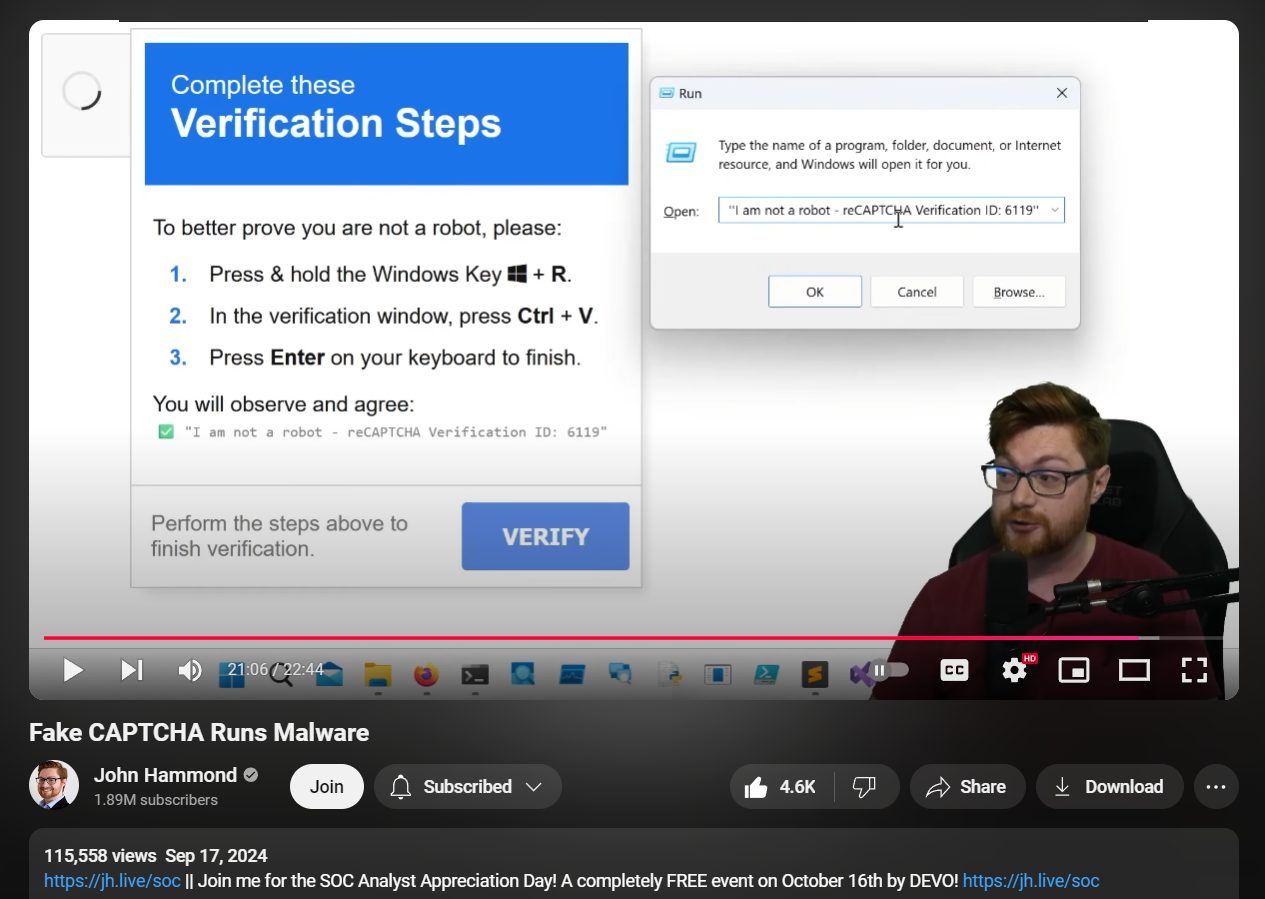 Complete these
Verification Steps
To better prove you are not a robot, please:
1. Press & hold the Windows Key + R.
2. In the verification window, press Ctrl + V.
3. Press Enter on your keyboard to finish.
You will observe and agree:
"I am not a robot - reCAPTCHA Verification ID: 6119"
Perform the steps above to
finish verification.
VERIFY
Run
Type the name of a program, folder, document, or Internet
resource, and Windows will open it for you.
Open:
"I am not a robot - reCAPTCHA Verification ID: 6119"
OK
Cancel
Browse...
21:06 / 22:44
CC
HD
Fake CAPTCHA Runs Malware
John Hammond
1.89M subscribers
Join
Subscribed
4.6K
Share
Download
115,558 views Sep 17, 2024
https://jh.live/soc || Join me for the SOC Analyst Appreciation Day! A completely FREE event on October 16th by DEVO! https://jh.live/soc